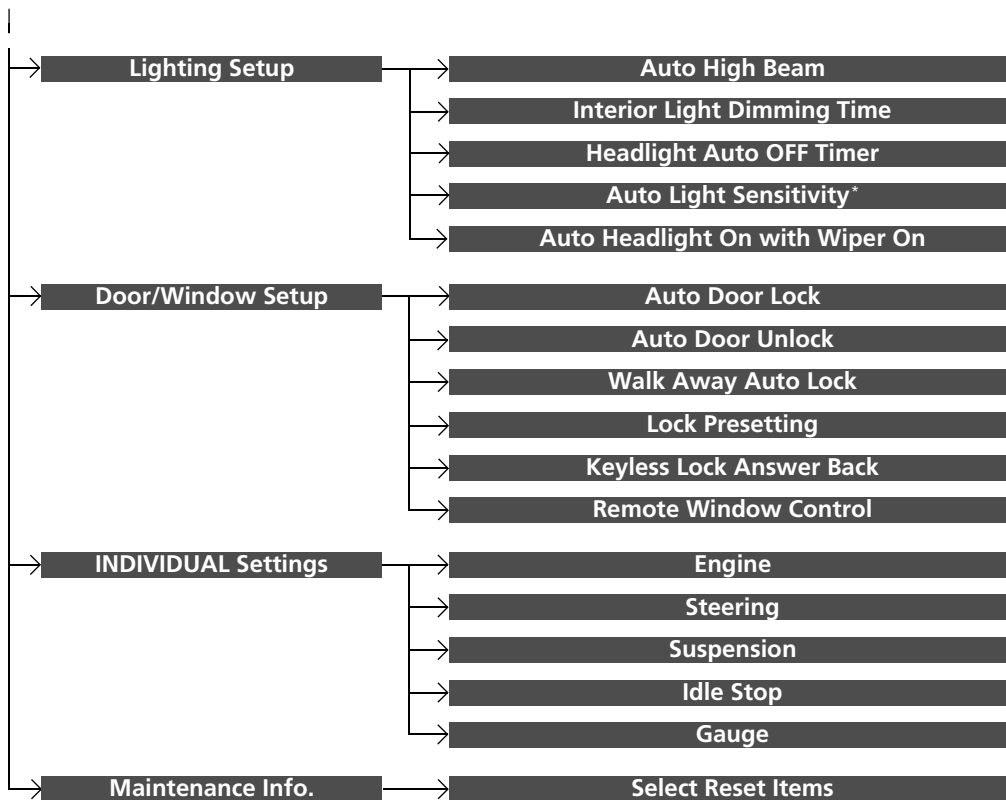 Lighting Setup
Auto High Beam
Interior Light Dimming Time
Headlight Auto OFF Timer
Auto Light Sensitivity*
Auto Headlight On with Wiper On
Door/Window Setup
Auto Door Lock
Auto Door Unlock
Walk Away Auto Lock
Lock Presetting
Keyless Lock Answer Back
Remote Window Control
INDIVIDUAL Settings
Engine
Steering
Suspension
Idle Stop
Gauge
Maintenance Info.
Select Reset Items